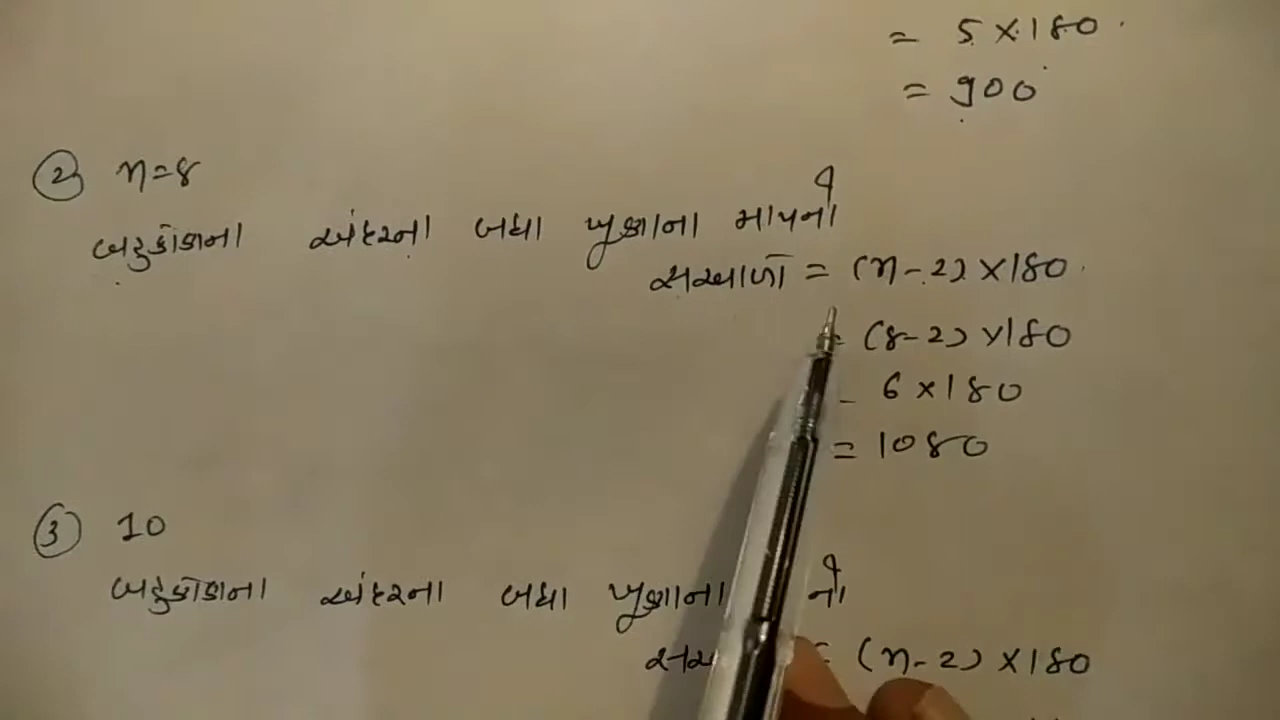 = 5 × 180
= 900
② n=8
બહુકોણના અંદરના બધા ખૂણાના માપનો
સરવાળો = (n-2) × 180
= (8-2) × 180
= 6 × 180
= 1080
③ 10
બહુકોણના અંદરના બધા ખૂણાના નો
= (n-2) × 180